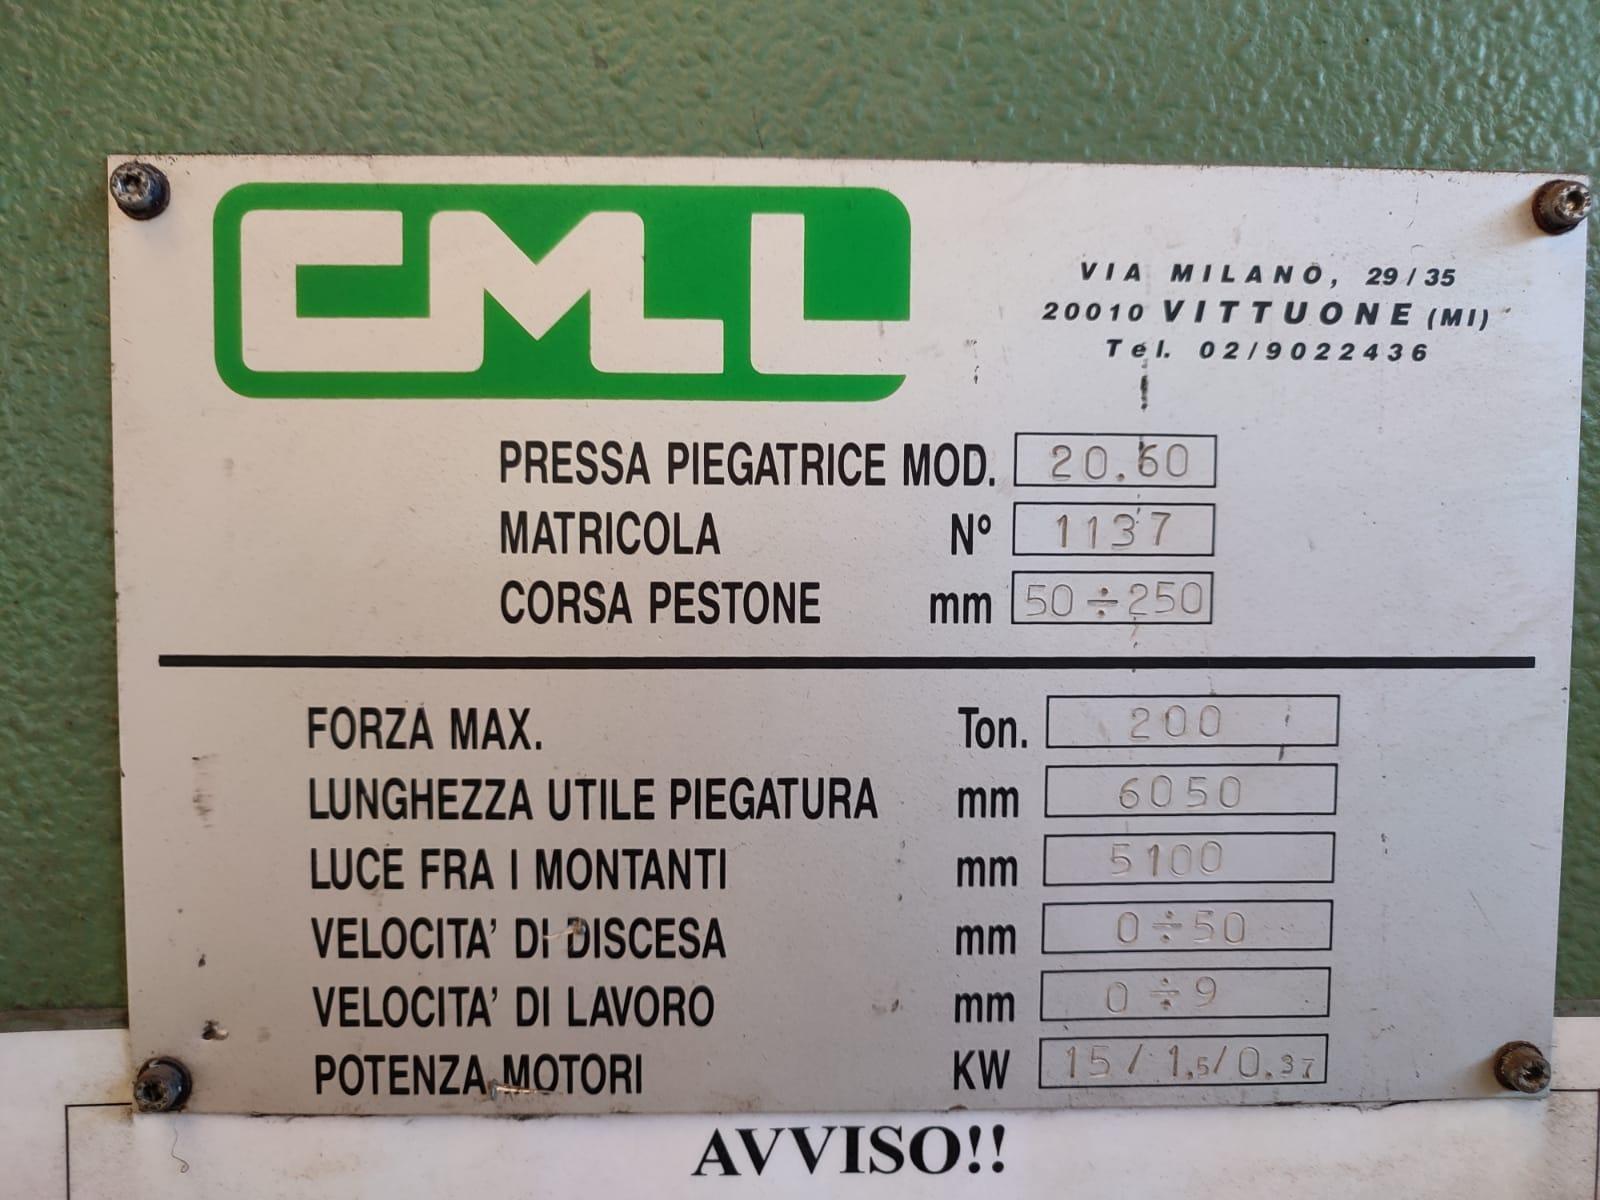 CML
VIA MILANO, 29/35
20010 VITTUONE (MI)
Tel. 02/9022436
PRESSA PIEGATRICE MOD. 20.60
MATRICOLA N° 1137
CORSA PESTONE mm 50÷250
FORZA MAX. Ton. 200
LUNGHEZZA UTILE PIEGATURA mm 6050
LUCE FRA I MONTANTI mm 5100
VELOCITA' DI DISCESA mm 0÷50
VELOCITA' DI LAVORO mm 0÷9
POTENZA MOTORI KW 15/1.5/0.37
AVVISO!!